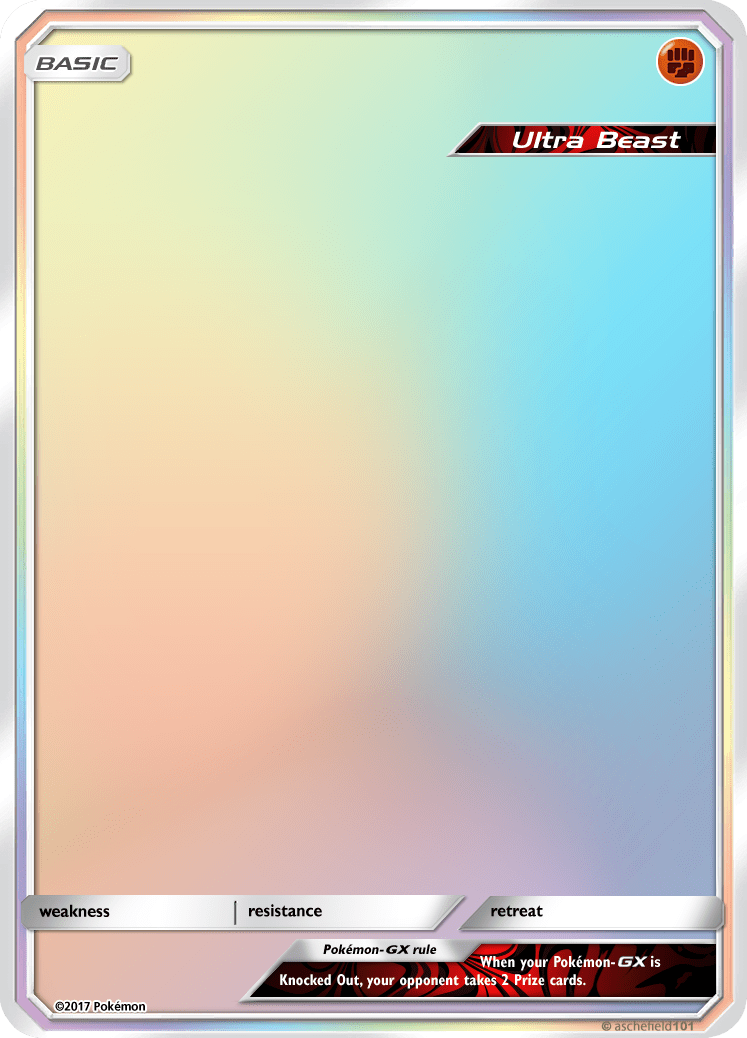 BASIC
Ultra Beast
weakness
resistance
retreat
Pokémon-GX rule
When your Pokémon-GX is
Knocked Out, your opponent takes 2 Prize cards.
©2017 Pokémon
© aschefield101